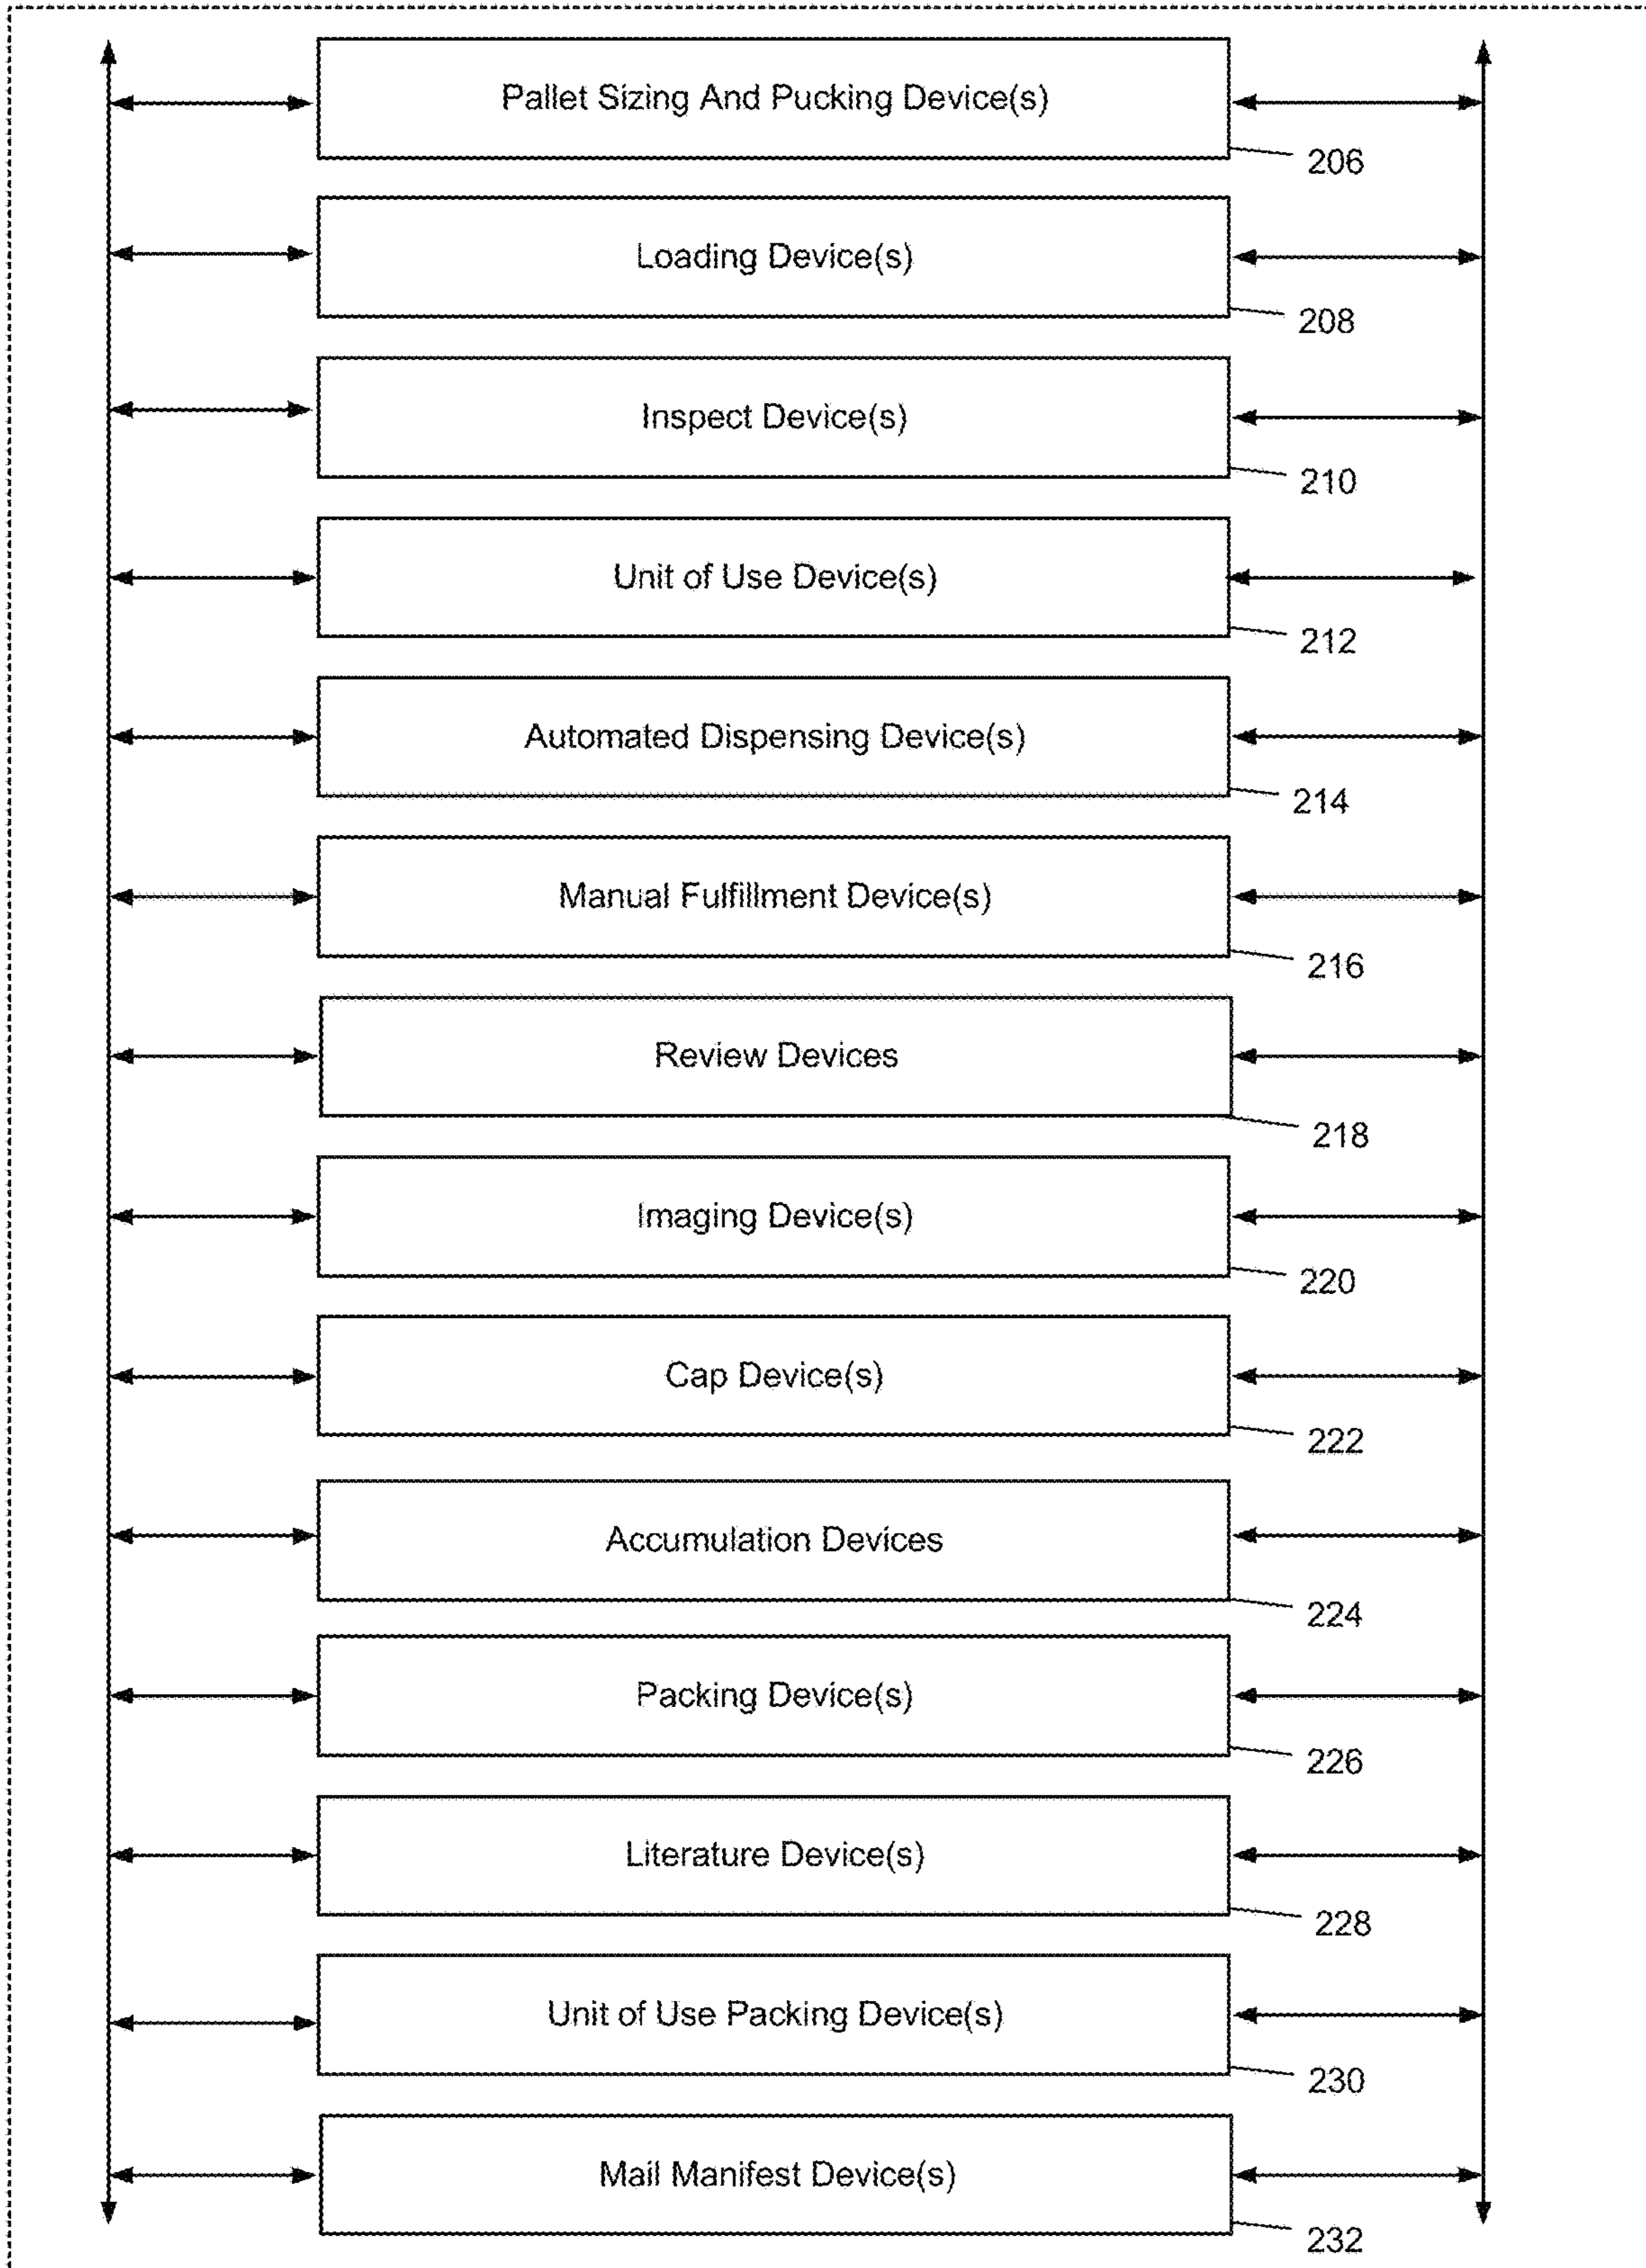 Pallet Sizing And Pucking Device(s)
206
Loading Device(s)
208
Inspect Device(s)
210
Unit of Use Device(s)
212
Automated Dispensing Device(s)
214
Manual Fulfillment Device(s)
216
Review Devices
218
Imaging Device(s)
220
Cap Device(s)
222
Accumulation Devices
224
Packing Device(s)
226
Literature Device(s)
228
Unit of Use Packing Device(s)
230
Mail Manifest Device(s)
232